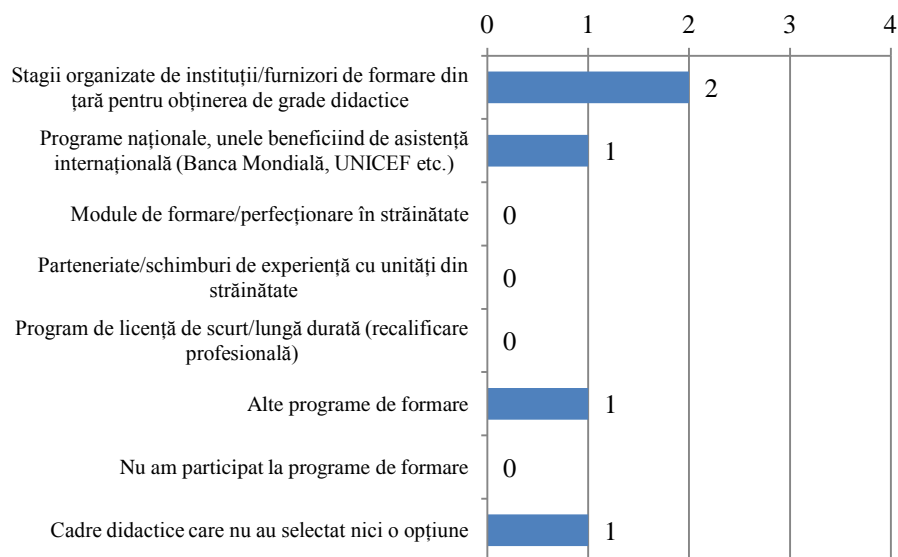 0 1 2 3 4
Stagii organizate de instituții/furnizori de formare din
țară pentru obținerea de grade didactice
2
Programe naționale, unele beneficiind de asistență
internațională (Banca Mondială, UNICEF etc.)
1
Module de formare/perfecționare în străinătate
0
Parteneriate/schimburi de experiență cu unități din
străinătate
0
Program de licență de scurt/lungă durată (recalificare
profesională)
0
Alte programe de formare
1
Nu am participat la programe de formare
0
Cadre didactice care nu au selectat nici o opțiune
1